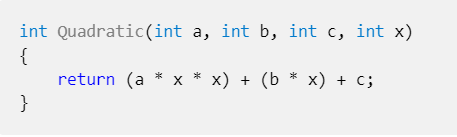 int Quadratic(int a, int b, int c, int x)
{
    return (a * x * x) + (b * x) + c;
}